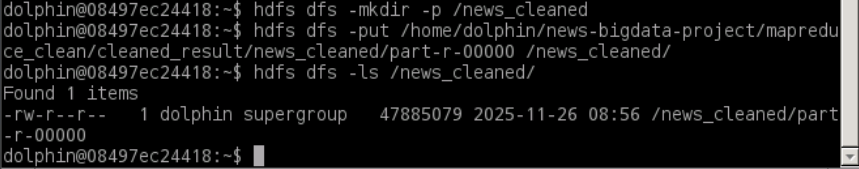 dolphin@08497ec24418:~$ hdfs dfs -mkdir -p /news_cleaned
dolphin@08497ec24418:~$ hdfs dfs -put /home/dolphin/news-bigdata-project/mapredu
ce_clean/cleaned_result/news_cleaned/part-r-00000 /news_cleaned/
dolphin@08497ec24418:~$ hdfs dfs -ls /news_cleaned/
Found 1 items
-rw-r--r--   1 dolphin supergroup   47885079 2025-11-26 08:56 /news_cleaned/part
-r-00000
dolphin@08497ec24418:~$